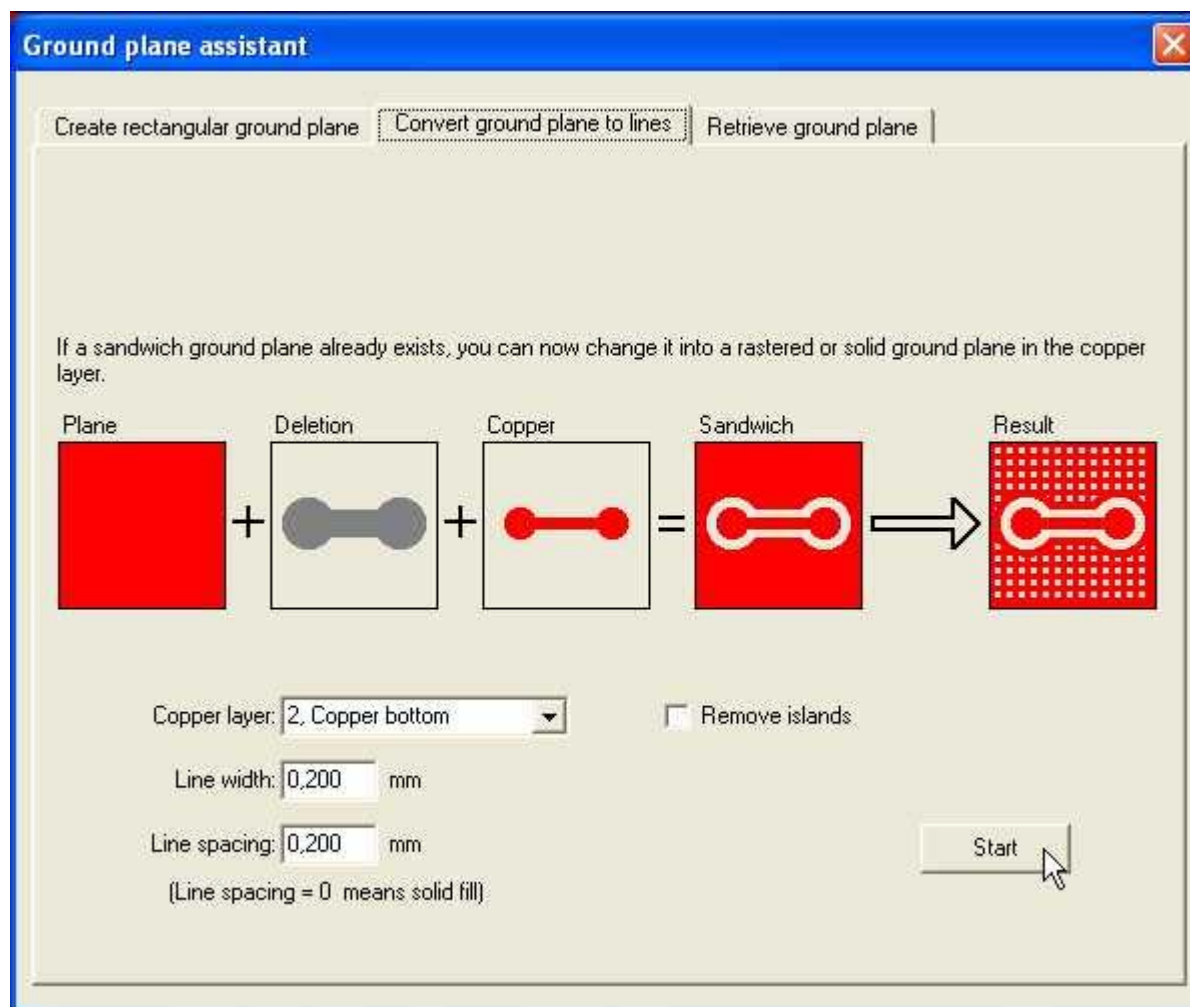 Ground plane assistant
Create rectangular ground plane
Convert ground plane to lines
Retrieve ground plane
If a sandwich ground plane already exists, you can now change it into a rastered or solid ground plane in the copper
layer.
Plane
Deletion
Copper
Sandwich
Result
+
+
=
Copper layer: 2, Copper bottom
Remove islands
Line width: 0,200 mm
Line spacing: 0,200 mm
(Line spacing = 0 means solid fill)
Start